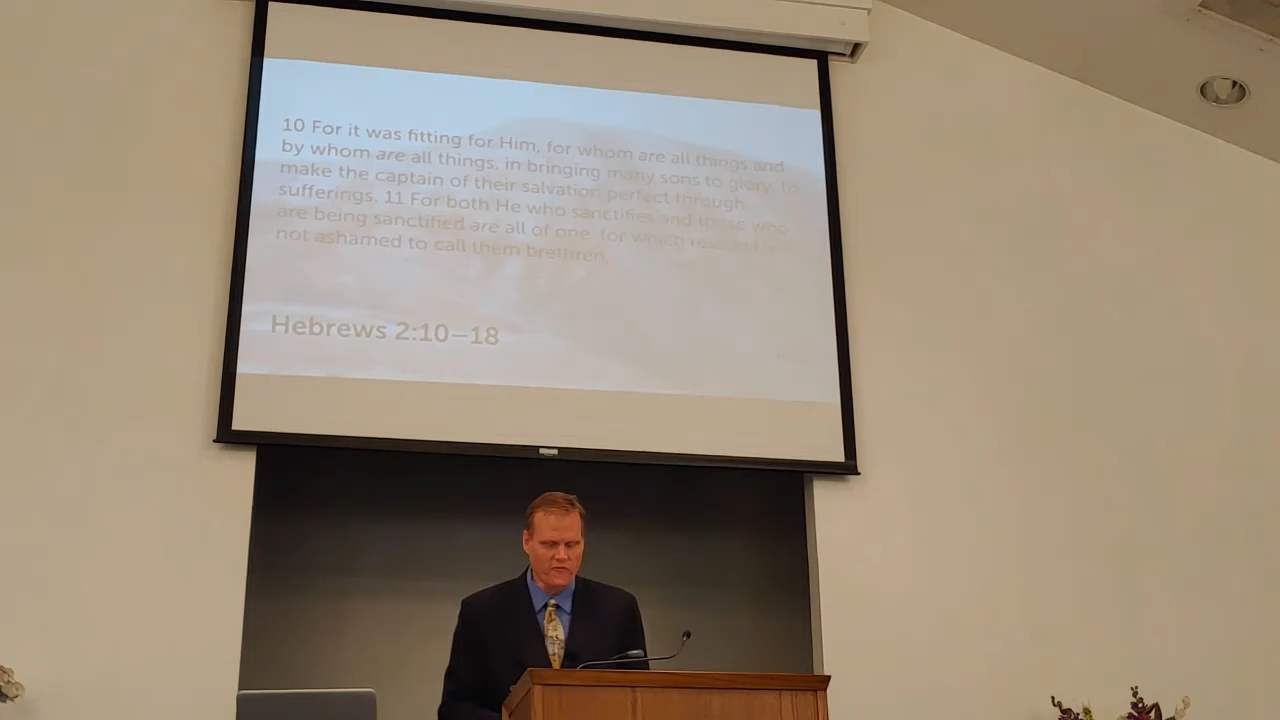 10 For it was fitting for Him, for whom are all things and
by whom are all things, in bringing many sons to glory, to
make the captain of their salvation perfect through
sufferings. 11 For both He who sanctifies and those who
are being sanctified are all of one, for which reason He
not ashamed to call them brethren,
Hebrews 2:10–18